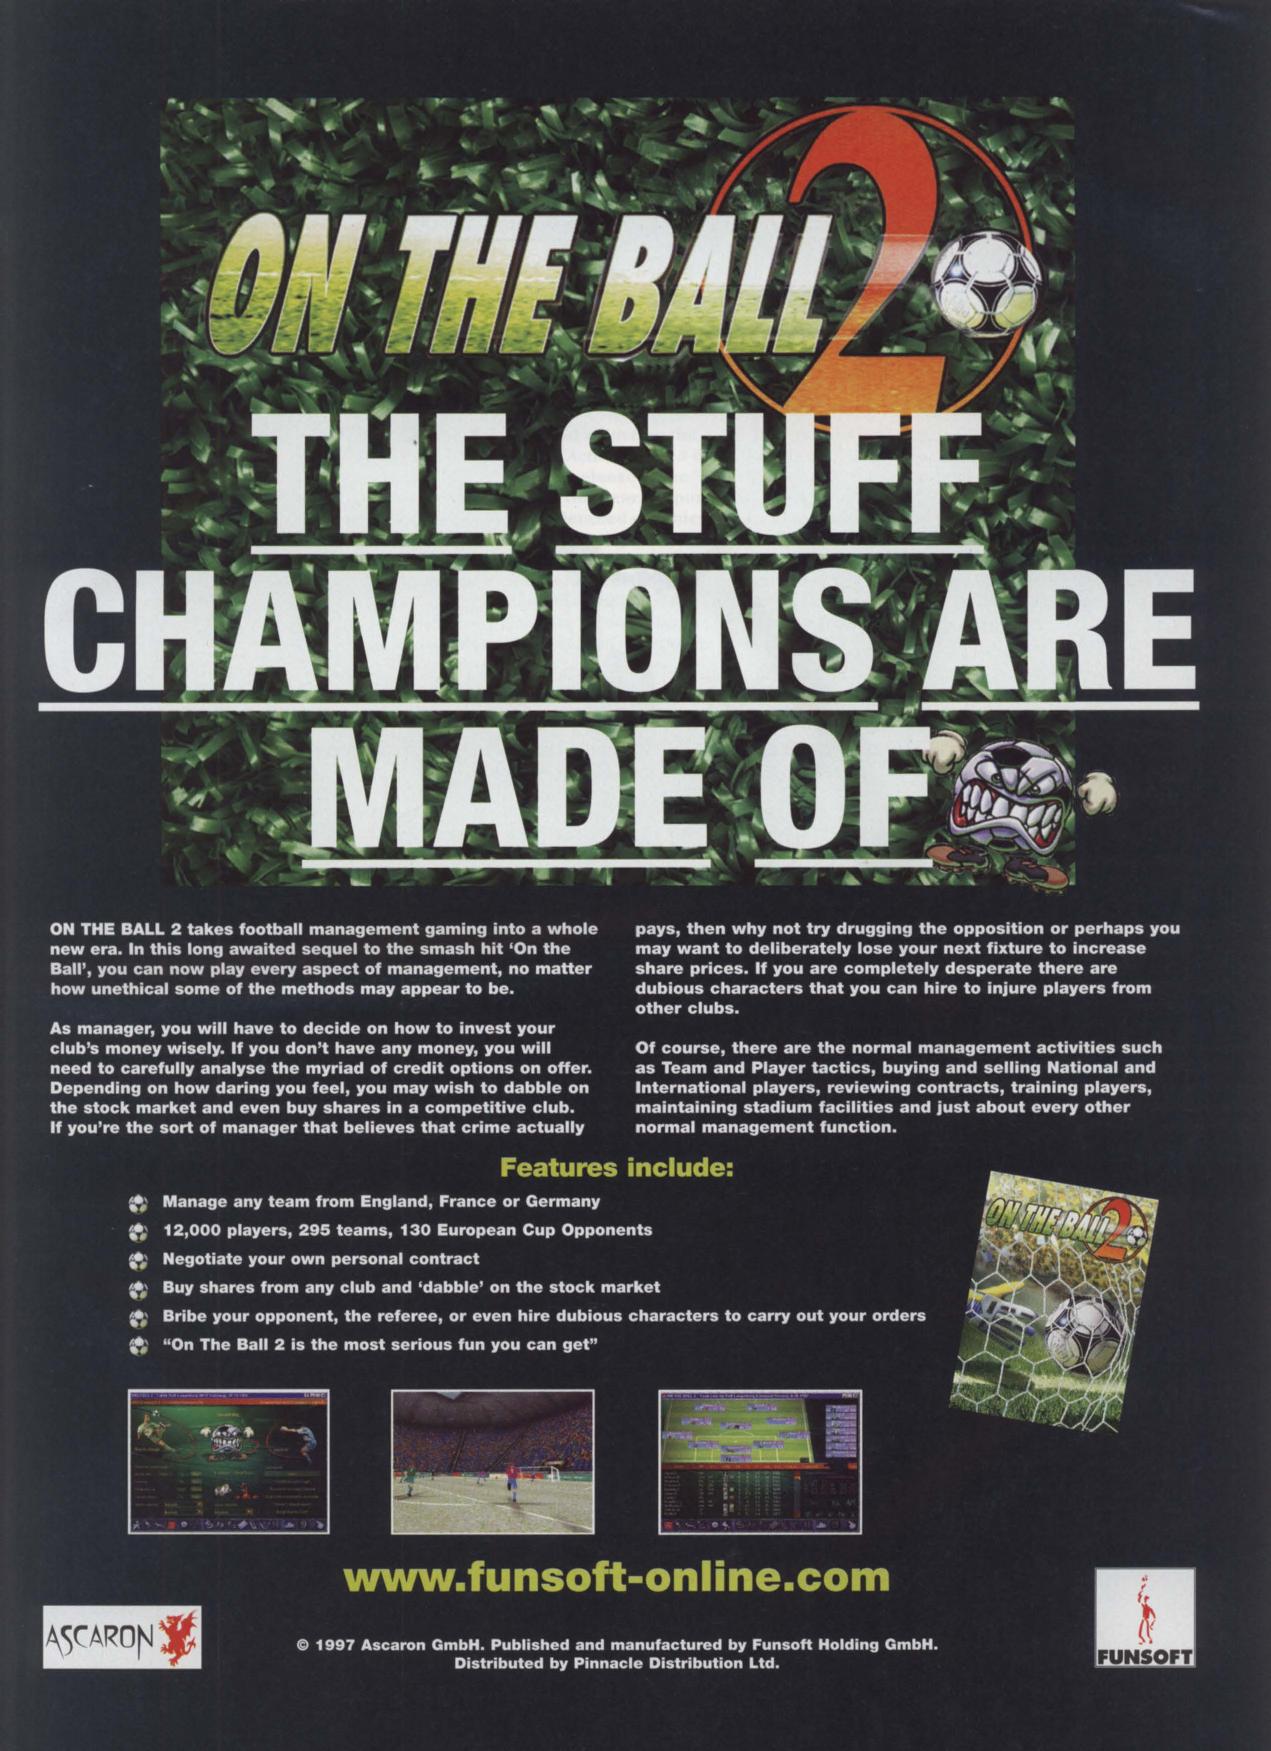 ON THE BALL 2
THE STUFF
CHAMPIONS ARE
MADE OF
ON THE BALL 2 takes football management gaming into a whole
new era. In this long awaited sequel to the smash hit ‘On the
Ball’, you can now play every aspect of management, no matter
how unethical some of the methods may appear to be.
As manager, you will have to decide on how to invest your
club’s money wisely. If you don’t have any money, you will
need to carefully analyse the myriad of credit options on offer.
Depending on how daring you feel, you may wish to dabble on
the stock market and even buy shares in a competitive club.
If you’re the sort of manager that believes that crime actually
pays, then why not try drugging the opposition or perhaps you
may want to deliberately lose your next fixture to increase
share prices. If you are completely desperate there are
dubious characters that you can hire to injure players from
other clubs.
Of course, there are the normal management activities such
as Team and Player tactics, buying and selling National and
International players, reviewing contracts, training players,
maintaining stadium facilities and just about every other
normal management function.
Features include:
Manage any team from England, France or Germany
12,000 players, 295 teams, 130 European Cup Opponents
Negotiate your own personal contract
Buy shares from any club and ‘dabble’ on the stock market
Bribe your opponent, the referee, or even hire dubious characters to carry out your orders
“On The Ball 2 is the most serious fun you can get”
ON THE BALL 2
www.funsoft-online.com
ASCARON
© 1997 Ascaron GmbH. Published and manufactured by Funsoft Holding GmbH.
Distributed by Pinnacle Distribution Ltd.
FUNSOFT